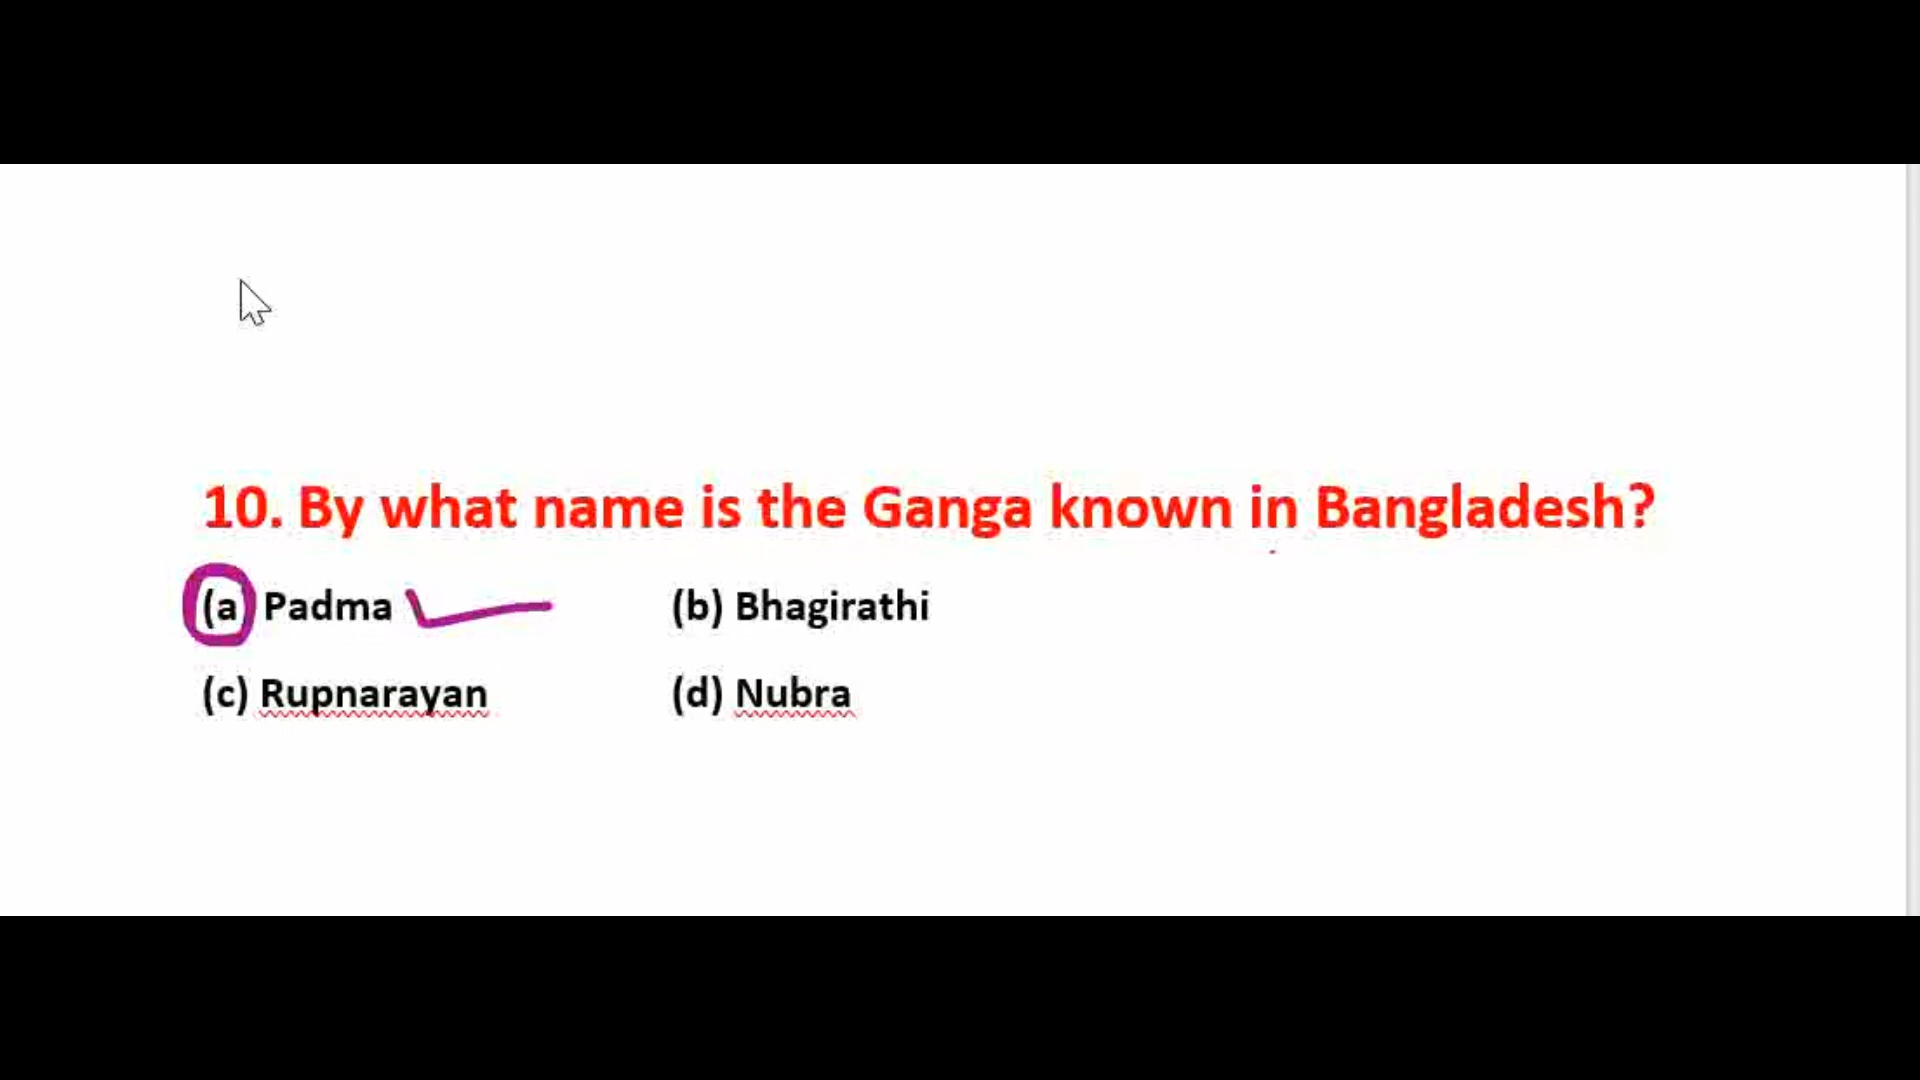 10. By what name is the Ganga known in Bangladesh?
(a) Padma (b) Bhagirathi
(c) Rupnarayan (d) Nubra